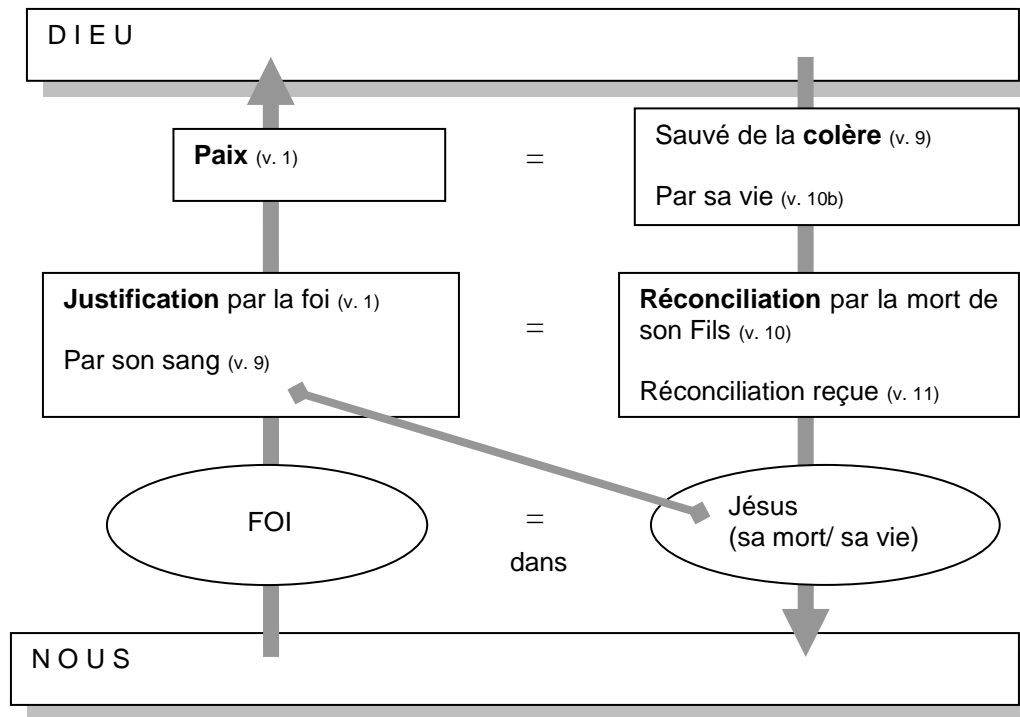 D I E U
Paix (v. 1)
=
Sauvé de la colère (v. 9)
Par sa vie (v. 10b)
Justification par la foi (v. 1)
Par son sang (v. 9)
=
Réconciliation par la mort de
son Fils (v. 10)
Réconciliation reçue (v. 11)
FOI
=
dans
Jésus
(sa mort/ sa vie)
N O U S